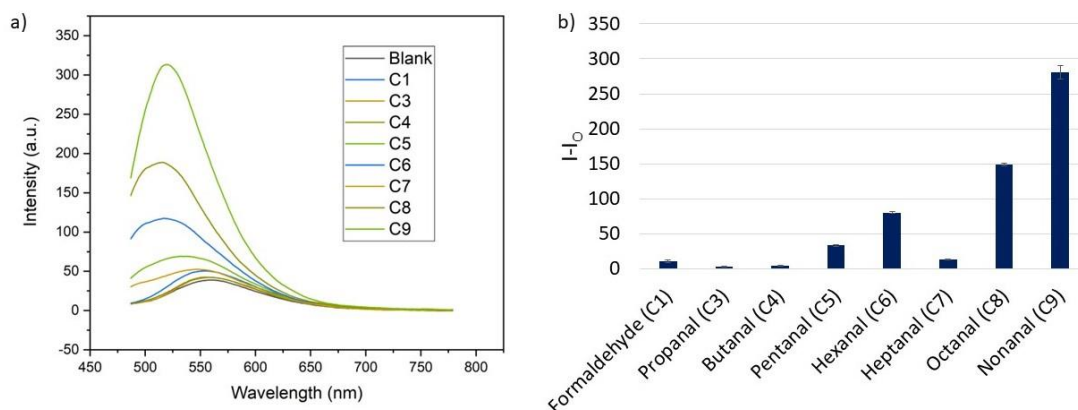 a)
Intensity (a.u.)
350
300
250
200
150
100
50
0
-50
450 500 550 600 650 700 750 800
Wavelength (nm)
Blank
C1
C3
C4
C5
C6
C7
C8
C9
b)
I-I₀
350
300
250
200
150
100
50
0
Formaldehyde (C1)
Propanal (C3)
Butanal (C4)
Pentanal (C5)
Hexanal (C6)
Heptanal (C7)
Octanal (C8)
Nonanal (C9)